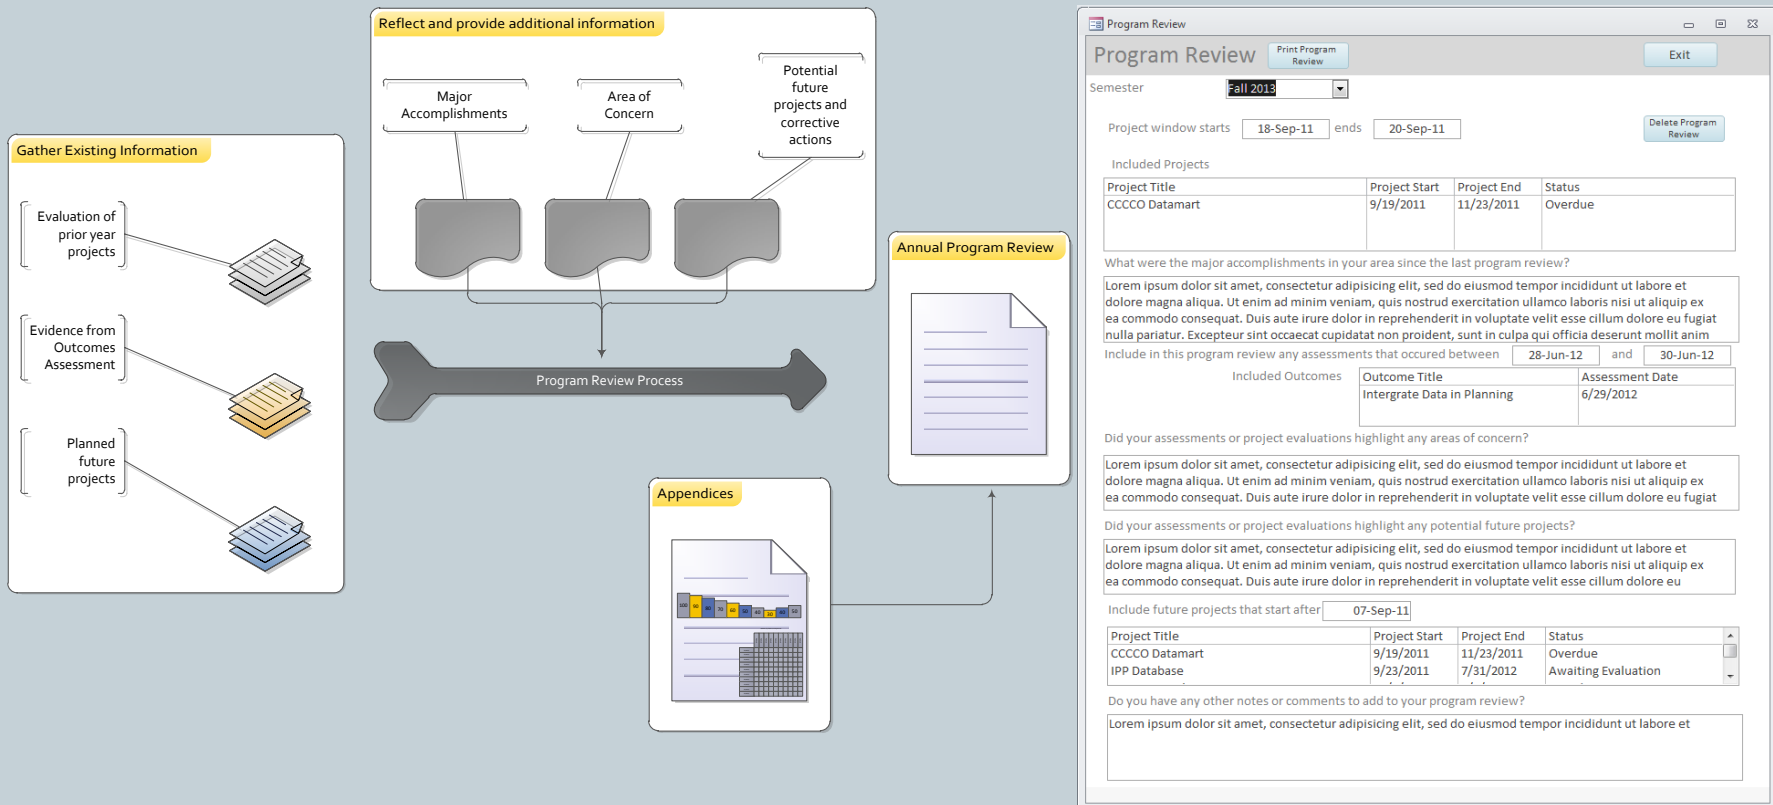 Gather Existing Information
Evaluation of
prior year
projects
Evidence from
Outcomes
Assessment
Planned
future
projects
Reflect and provide additional information
Major
Accomplishments
Area of
Concern
Potential
future
projects and
corrective
actions
Program Review Process
Annual Program Review
Appendices
100 90 80 70 60 50 40 30 40 50
Program Review
Program Review
Print Program
Review
Exit
Semester
Fall 2013
Project window starts 18-Sep-11 ends 20-Sep-11
Delete Program
Review
Included Projects
Project Title Project Start Project End Status
CCCCO Datamart 9/19/2011 11/23/2011 Overdue
What were the major accomplishments in your area since the last program review?
Lorem ipsum dolor sit amet, consectetur adipisicing elit, sed do eiusmod tempor incididunt ut labore et
dolore magna aliqua. Ut enim ad minim veniam, quis nostrud exercitation ullamco laboris nisi ut aliquip ex
ea commodo consequat. Duis aute irure dolor in reprehenderit in voluptate velit esse cillum dolore eu fugiat
nulla pariatur. Excepteur sint occaecat cupidatat non proident, sunt in culpa qui officia deserunt mollit anim
Include in this program review any assessments that occured between 28-Jun-12 and 30-Jun-12
Included Outcomes
Outcome Title Assessment Date
Intergrate Data in Planning 6/29/2012
Did your assessments or project evaluations highlight any areas of concern?
Lorem ipsum dolor sit amet, consectetur adipisicing elit, sed do eiusmod tempor incididunt ut labore et
dolore magna aliqua. Ut enim ad minim veniam, quis nostrud exercitation ullamco laboris nisi ut aliquip ex
ea commodo consequat. Duis aute irure dolor in reprehenderit in voluptate velit esse cillum dolore eu fugiat
Did your assessments or project evaluations highlight any potential future projects?
Lorem ipsum dolor sit amet, consectetur adipisicing elit, sed do eiusmod tempor incididunt ut labore et
dolore magna aliqua. Ut enim ad minim veniam, quis nostrud exercitation ullamco laboris nisi ut aliquip ex
ea commodo consequat. Duis aute irure dolor in reprehenderit in voluptate velit esse cillum dolore eu
Include future projects that start after 07-Sep-11
Project Title Project Start Project End Status
CCCCO Datamart 9/19/2011 11/23/2011 Overdue
IPP Database 9/23/2011 7/31/2012 Awaiting Evaluation
Do you have any other notes or comments to add to your program review?
Lorem ipsum dolor sit amet, consectetur adipisicing elit, sed do eiusmod tempor incididunt ut labore et